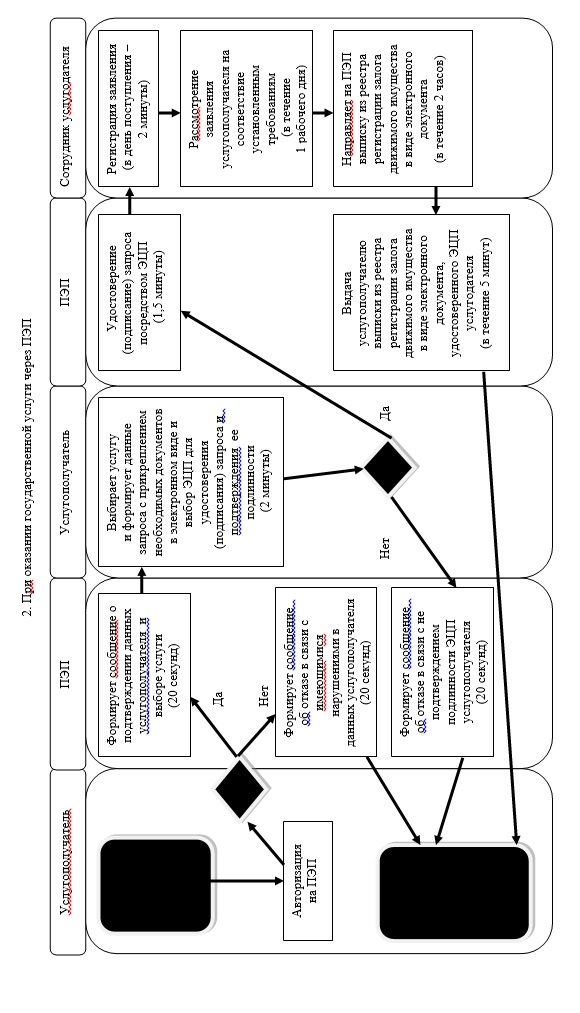 2. При оказании государственной услуги через ПЭП
Услугополучатель
ПЭП
Услугополучатель
ПЭП
Сотрудник услугодателя
Авторизация
на ПЭП
Да
Нет
Формирует сообщение о
подтверждении данных
услугополучателя и
выборе услуги
(20 секунд)
Формирует сообщение
об отказе в связи с
имеющимися
нарушениями в
данных услугополучателя
(20 секунд)
Формирует сообщение
об отказе в связи с не
подтверждением
подлинности ЭЦП
услугополучателя
(20 секунд)
Выбирает услугу
и формирует данные
запроса с прикреплением
необходимых документов
в электронном виде и
выбор ЭЦП для
удостоверения
(подписания) запроса и
подтверждения ее
подлинности
(2 минуты)
Нет
Да
Удостоверение
(подписание) запроса
посредством ЭЦП
(1,5 минуты)
Выдача
услугополучателю
выписки из реестра
регистрации залога
движимого имущества
в виде электронного
документа,
удостоверенного ЭЦП
услугодателя
(в течение 5 минут)
Регистрация заявления
(в день поступления –
2 минуты)
Рассмотрение
заявления
услугополучателя на
соответствие
установленным
требованиям
(в течение
1 рабочего дня)
Направляет на ПЭП
выписку из реестра
регистрации залога
движимого имущества
в виде электронного
документа
(в течение 2 часов)